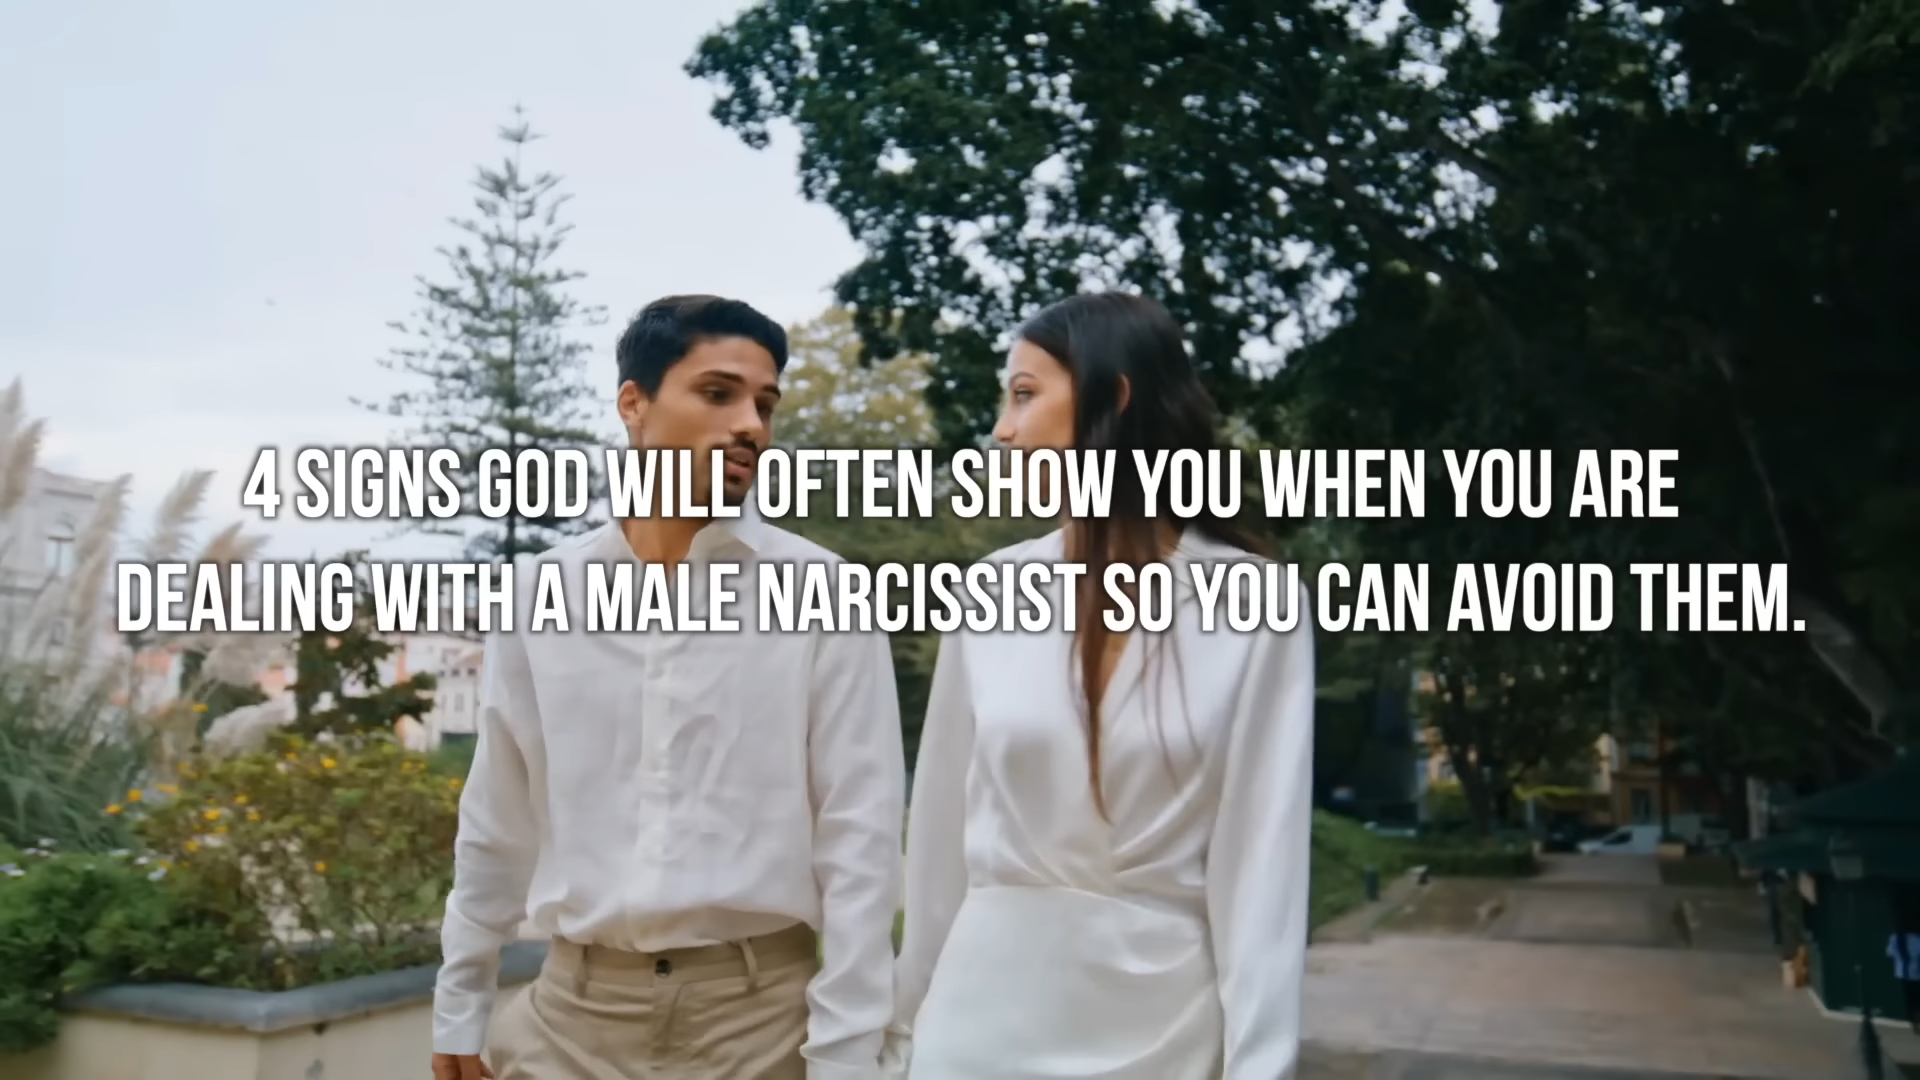 4 SIGNS GOD WILL OFTEN SHOW YOU WHEN YOU ARE
DEALING WITH A MALE NARCISSIST SO YOU CAN AVOID THEM.